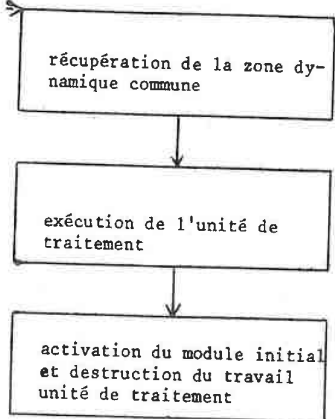 récupération de la zone dy-
namique commune
exécution de l'unité de
traitement
activation du module initial
et destruction du travail
unité de traitement